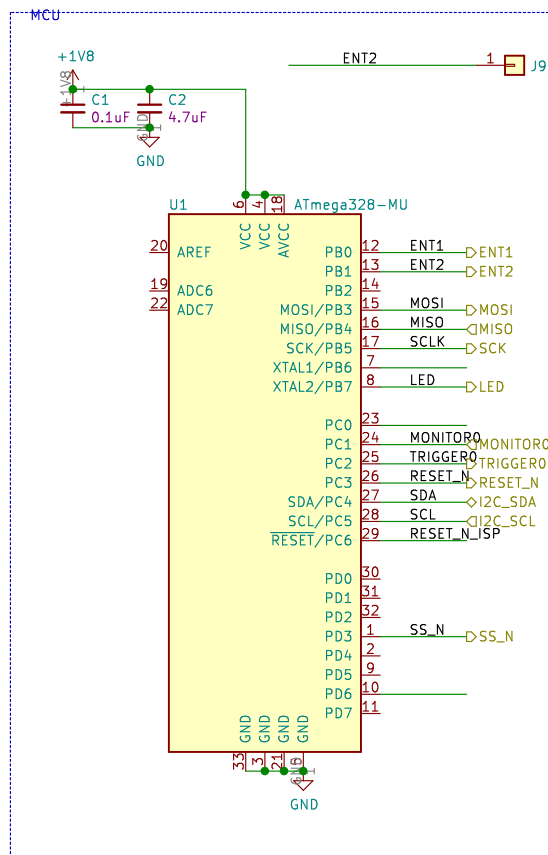 MCU
ENT2 1 J9
+1V8
+1V8 1
C1 C2
0.1uF 4.7uF
GND 1
GND
U1 6 4 18 ATmega328-MU
VCC VCC AVCC
20 AREF PB0 12 ENT1 ENT1
PB1 13 ENT2 ENT2
19 ADC6 PB2 14
22 ADC7 MOSI/PB3 15 MOSI MOSI
MISO/PB4 16 MISO MISO
SCK/PB5 17 SCLK SCK
XTAL1/PB6 7
XTAL2/PB7 8 LED LED
PC0 23
PC1 24 MONITOR0 MONITOR0
PC2 25 TRIGGER0 TRIGGER0
PC3 26 RESET_N RESET_N
SDA/PC4 27 SDA I2C_SDA
SCL/PC5 28 SCL I2C_SCL
RESET/PC6 29 RESET_N_ISP
PD0 30
PD1 31
PD2 32
PD3 1 SS_N SS_N
PD4 2
PD5 9
PD6 10
PD7 11
GND GND GND GND
33 3 21 5
GND 1
GND